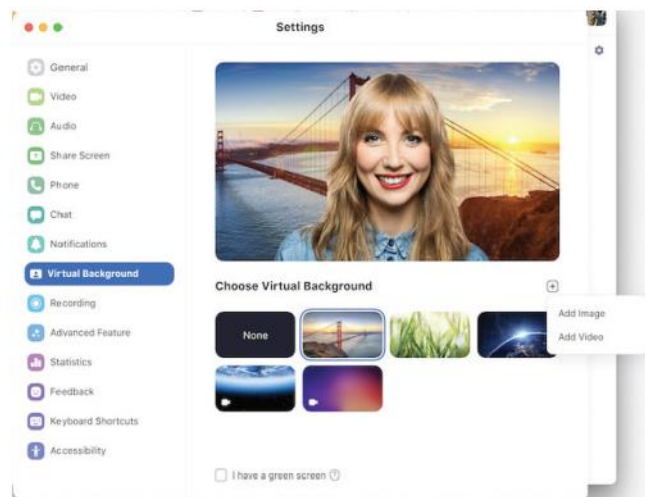 Settings
General
Video
Audio
Share Screen
Phone
Chat
Notifications
Virtual Background
Recording
Advanced Feature
Statistics
Feedback
Keyboard Shortcuts
Accessibility
Choose Virtual Background
Add Image
Add Video
None
I have a green screen